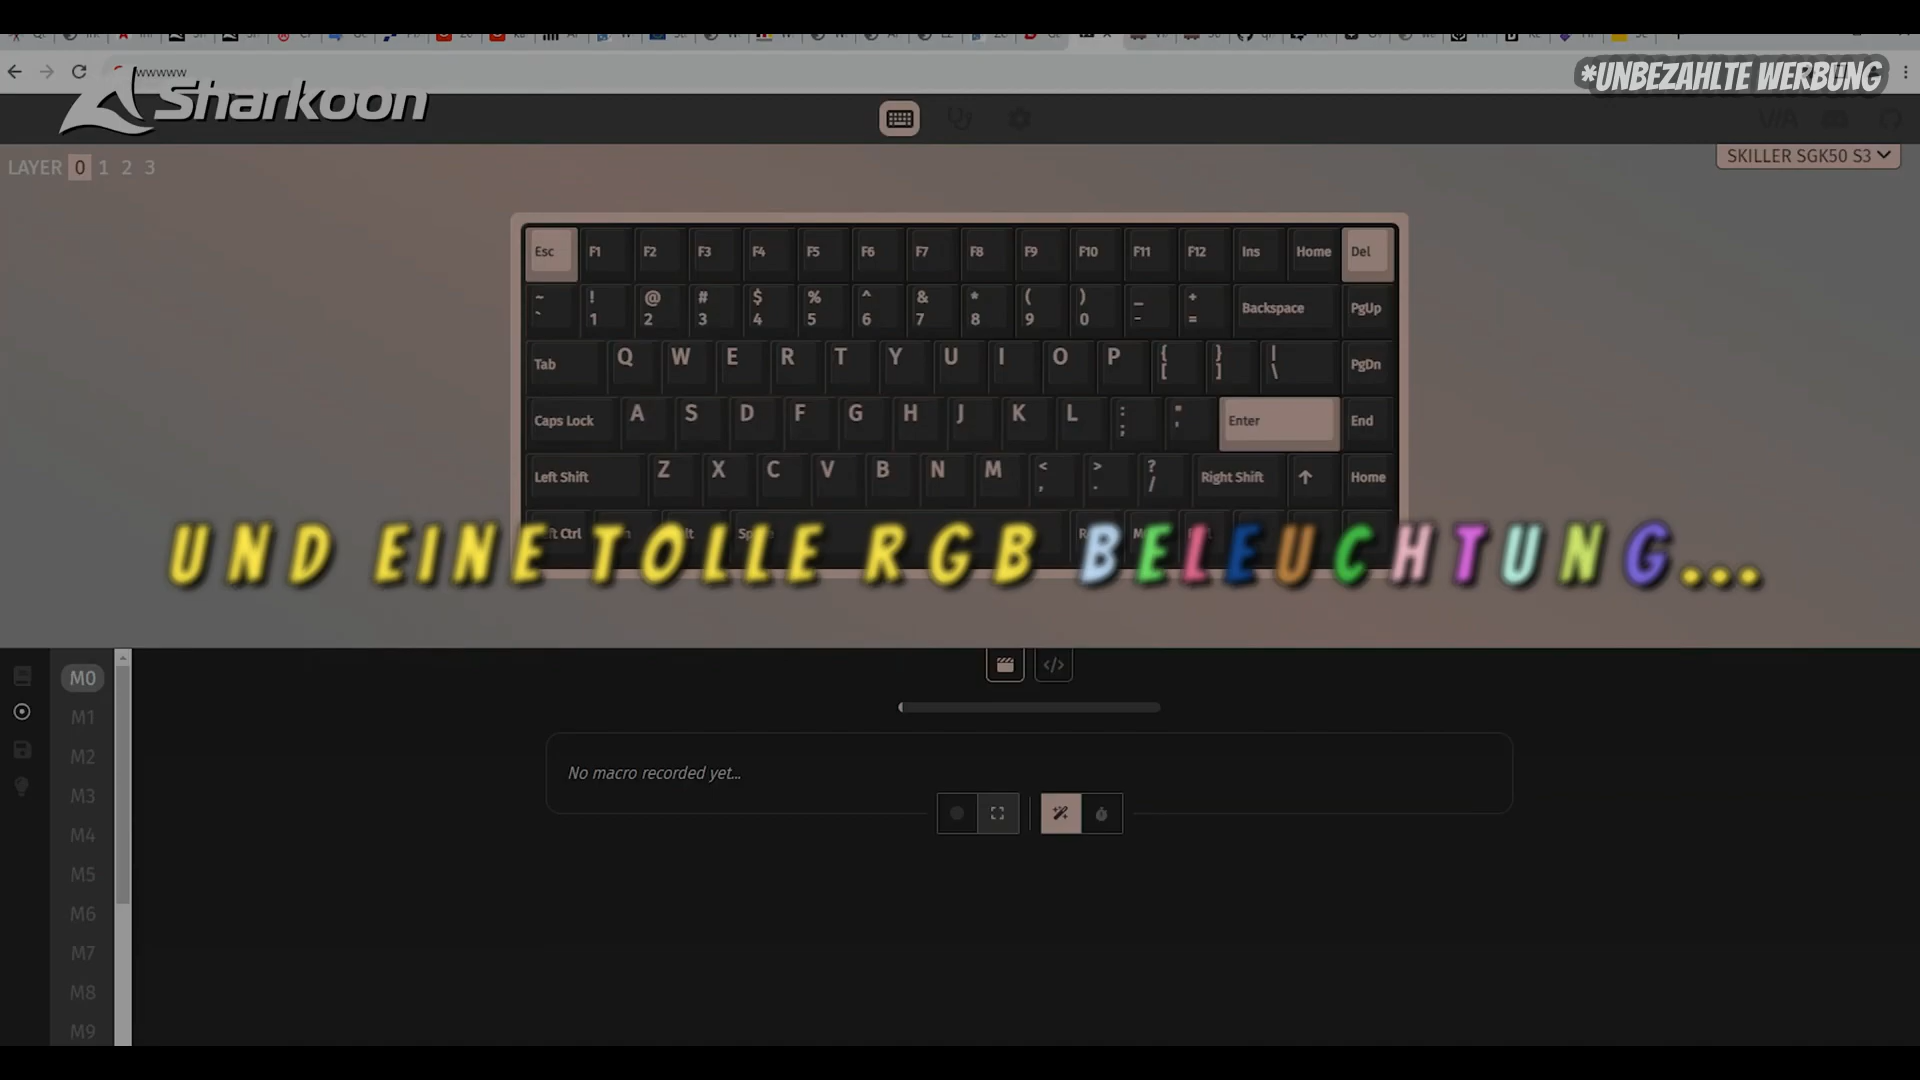 wwwww
*UNBEZAHLTE WERBUNG
Sharkoon
VIA
LAYER 0 1 2 3
SKILLER SGK50 S3
Esc F1 F2 F3 F4 F5 F6 F7 F8 F9 F10 F11 F12 Ins Home Del
~ ! @ # $ % ^ & * ( ) _ +
` 1 2 3 4 5 6 7 8 9 0 - = Backspace PgUp
Tab Q W E R T Y U I O P { } | PgDn
[ ] \
Caps Lock A S D F G H J K L : " Enter End
; '
Left Shift Z X C V B N M < > ? Right Shift ↑ Home
, . /
Ctrl
UND EINE TOLLE RGB BELEUCHTUNG...
M0
M1
M2
M3
M4
M5
M6
M7
M8
M9
</>
No macro recorded yet...